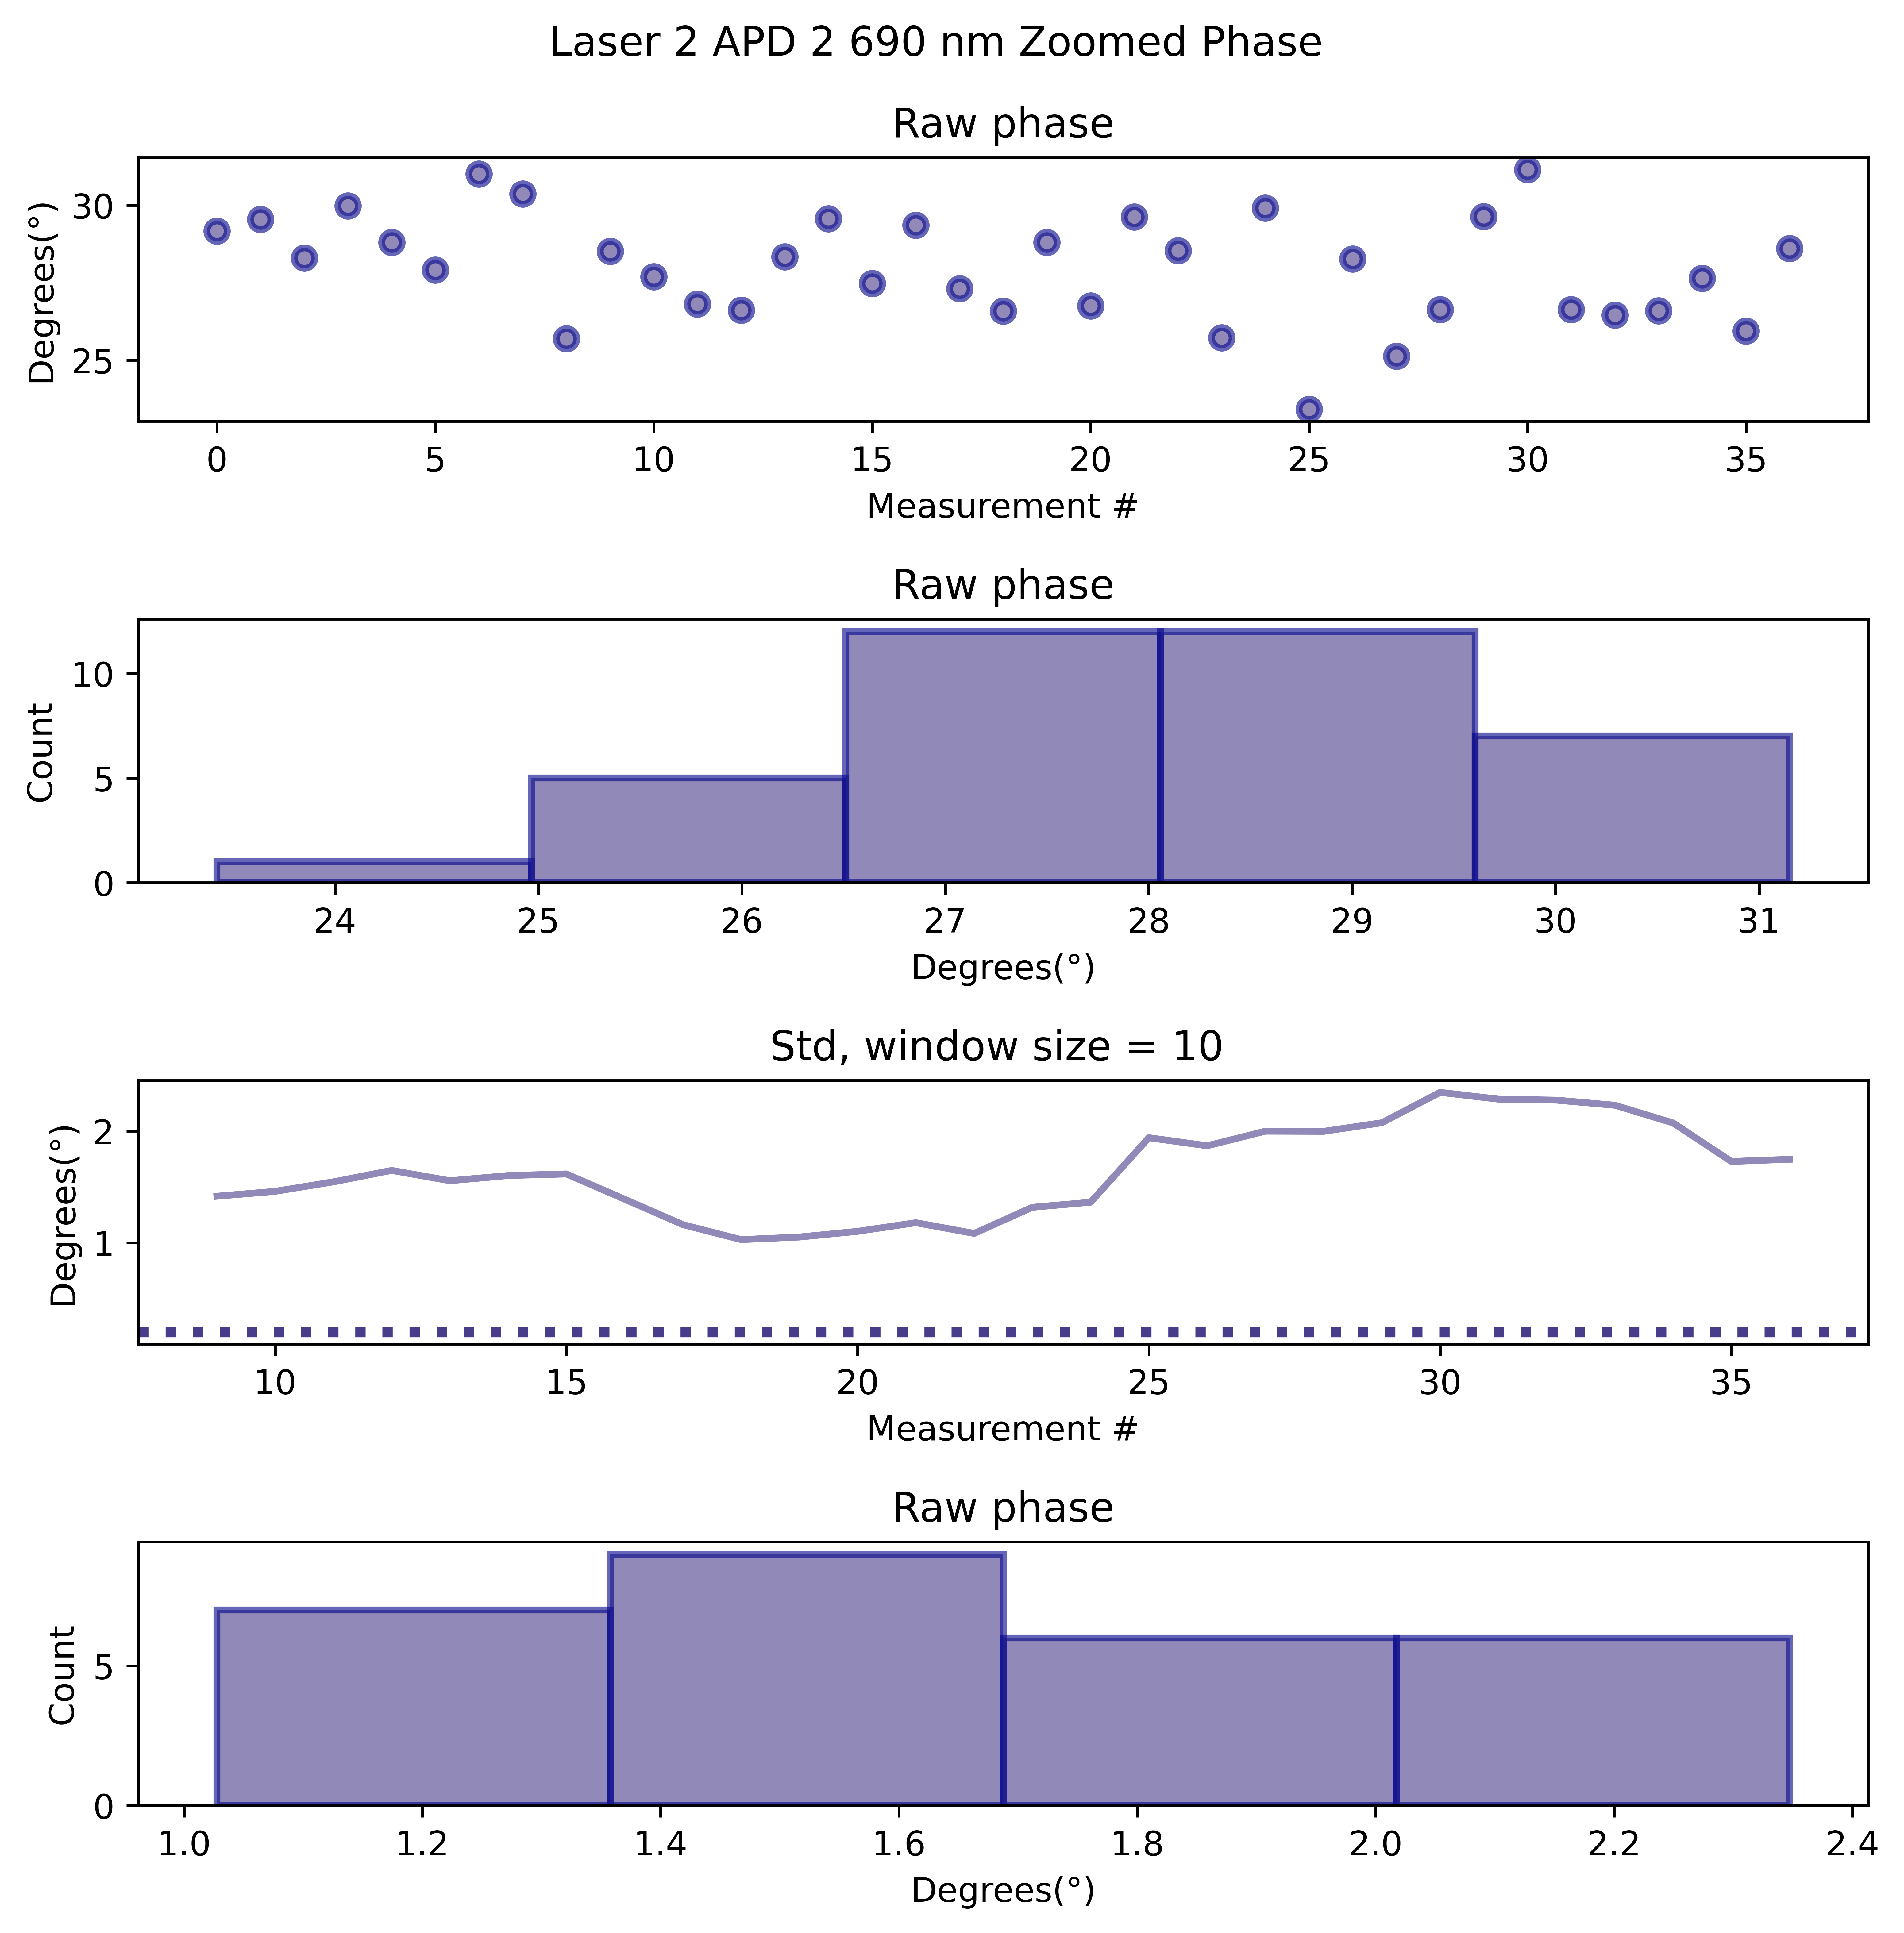 Laser 2 APD 2 690 nm Zoomed Phase
Raw phase
Degrees(°)
30
25
0 5 10 15 20 25 30 35
Measurement #
Raw phase
Count
10
5
0
24 25 26 27 28 29 30 31
Degrees(°)
Std, window size = 10
Degrees(°)
2
1
10 15 20 25 30 35
Measurement #
Raw phase
Count
5
0
1.0 1.2 1.4 1.6 1.8 2.0 2.2 2.4
Degrees(°)